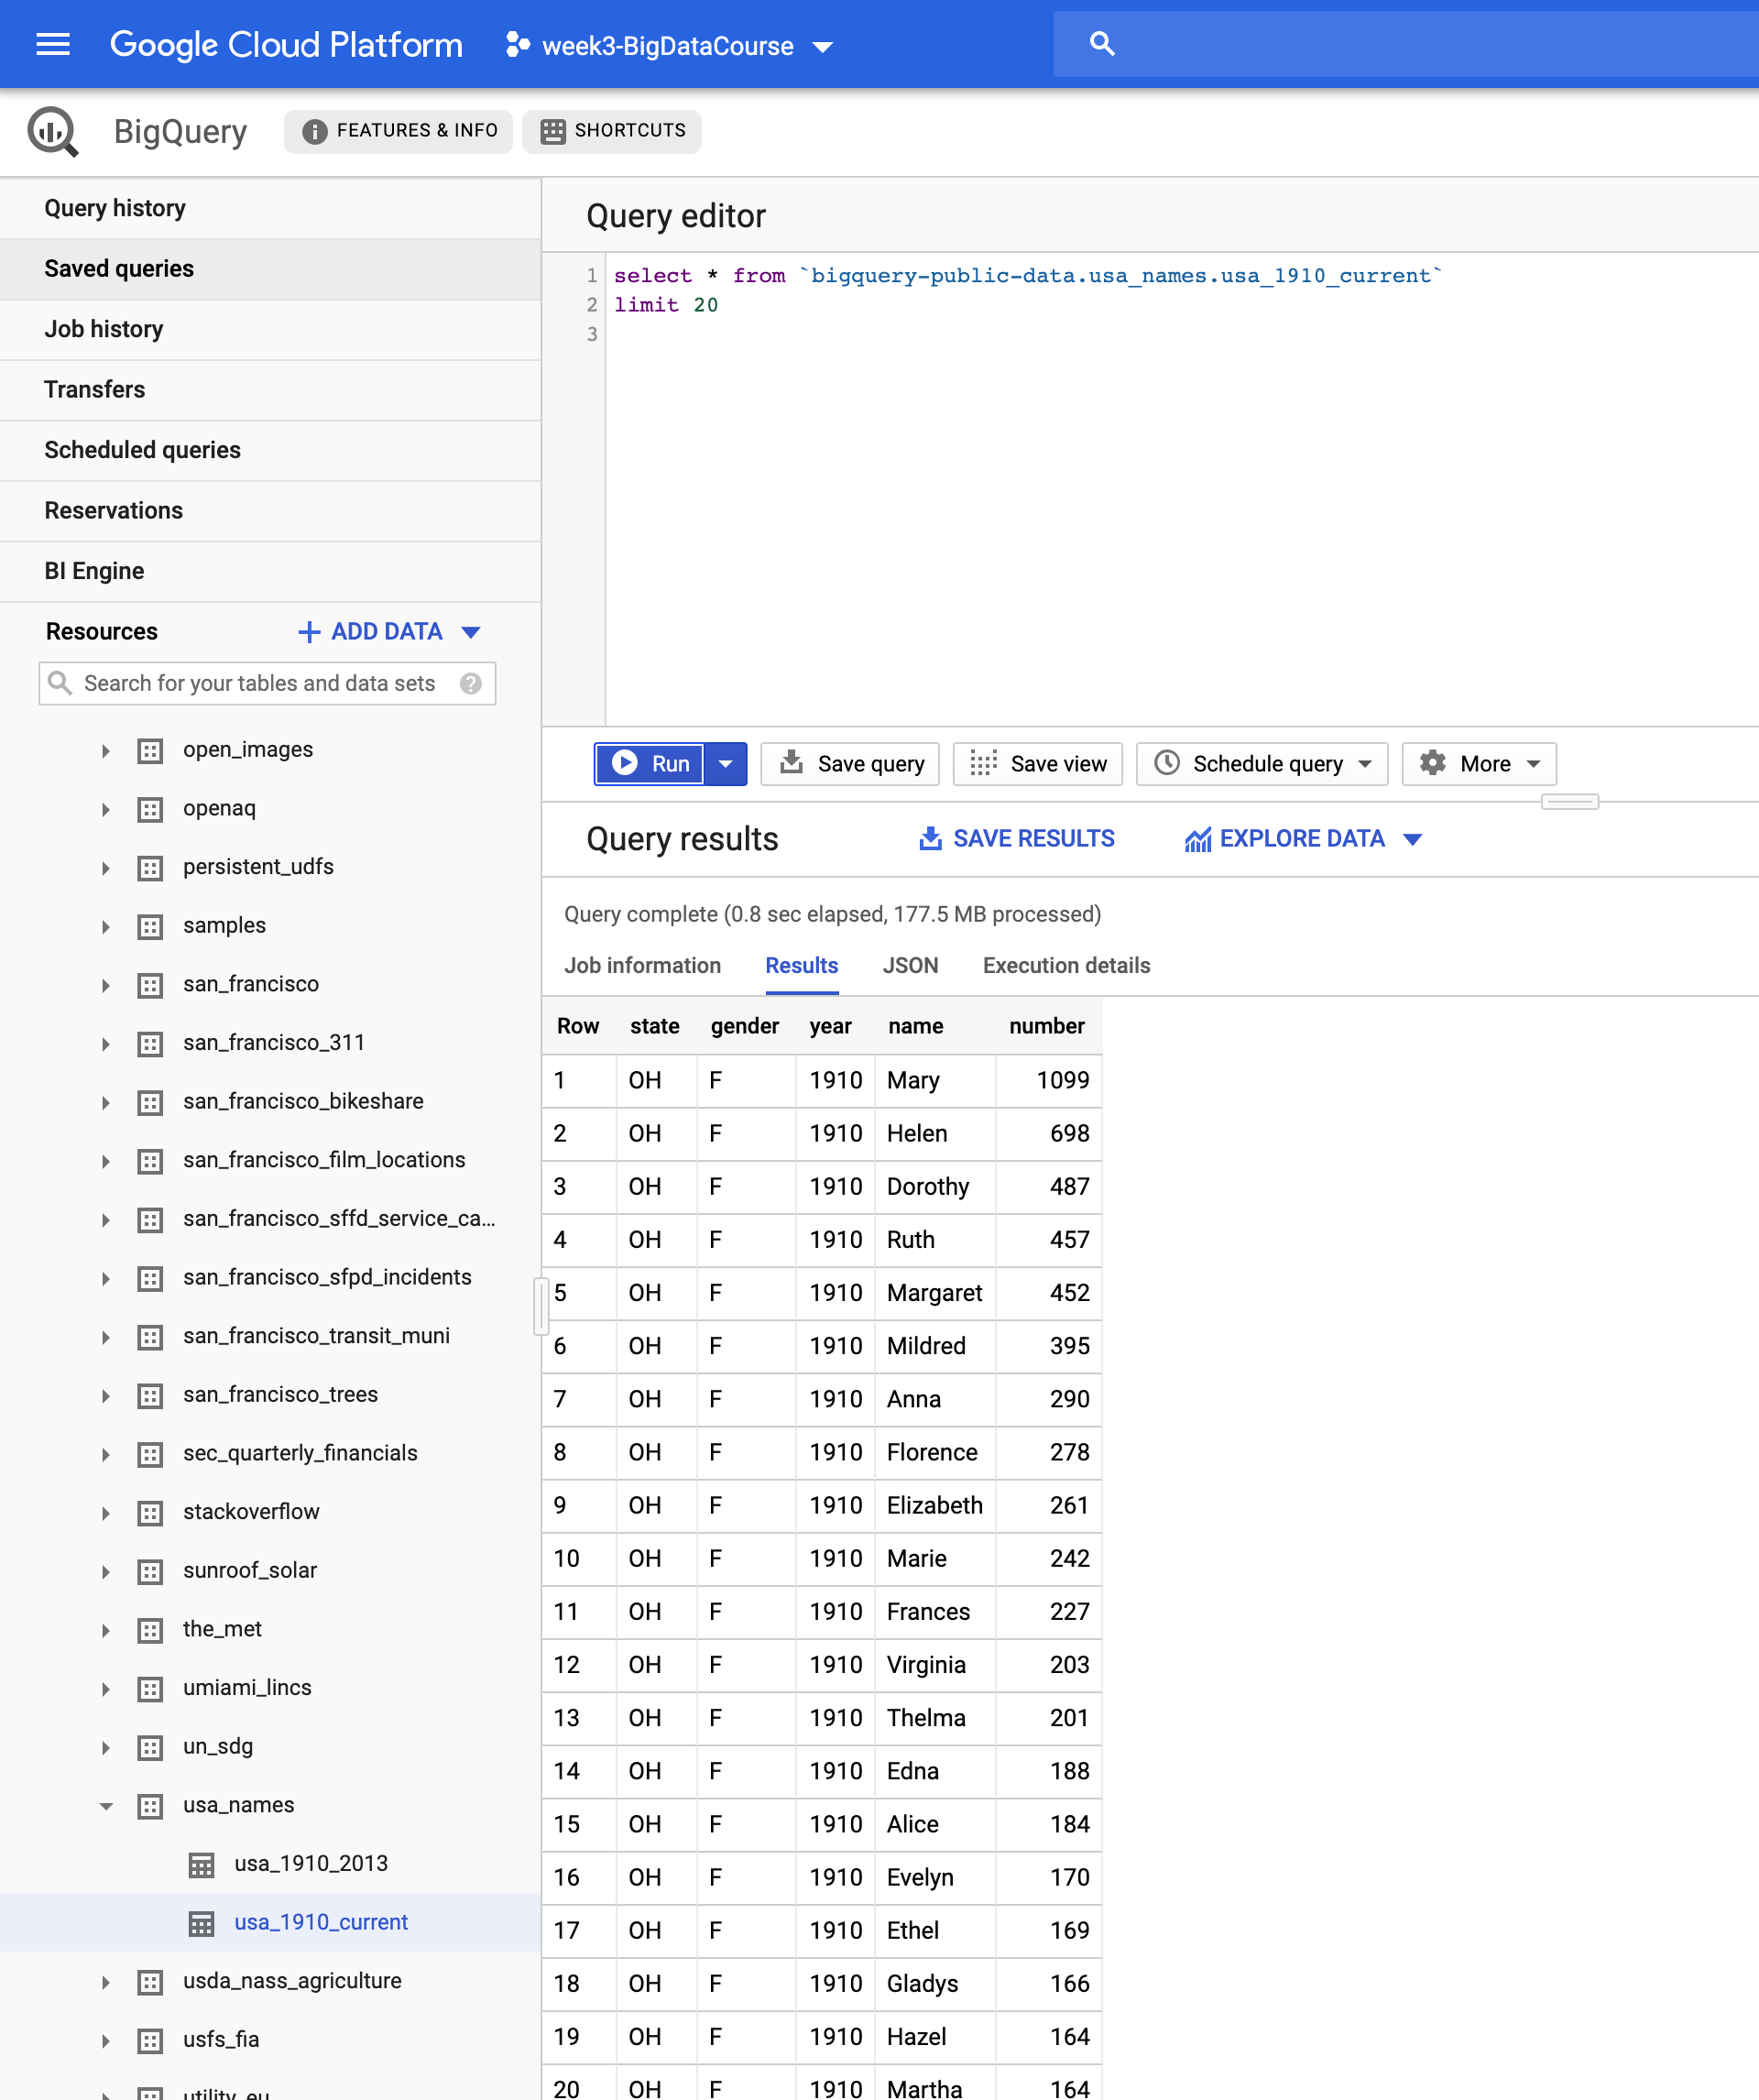 Google Cloud Platform week3-BigDataCourse
BigQuery FEATURES & INFO SHORTCUTS
Query history
Saved queries
Job history
Transfers
Scheduled queries
Reservations
BI Engine
Resources ADD DATA
Search for your tables and data sets
open_images
openaq
persistent_udfs
samples
san_francisco
san_francisco_311
san_francisco_bikeshare
san_francisco_film_locations
san_francisco_sffd_service_ca...
san_francisco_sfpd_incidents
san_francisco_transit_muni
san_francisco_trees
sec_quarterly_financials
stackoverflow
sunroof_solar
the_met
umiami_lincs
un_sdg
usa_names
usa_1910_2013
usa_1910_current
usda_nass_agriculture
usfs_fia
utility_eu
Query editor
1 select * from `bigquery-public-data.usa_names.usa_1910_current`
2 limit 20
3
Run Save query Save view Schedule query More
Query results SAVE RESULTS EXPLORE DATA
Query complete (0.8 sec elapsed, 177.5 MB processed)
Job information Results JSON Execution details
Row state gender year name number
1 OH F 1910 Mary 1099
2 OH F 1910 Helen 698
3 OH F 1910 Dorothy 487
4 OH F 1910 Ruth 457
5 OH F 1910 Margaret 452
6 OH F 1910 Mildred 395
7 OH F 1910 Anna 290
8 OH F 1910 Florence 278
9 OH F 1910 Elizabeth 261
10 OH F 1910 Marie 242
11 OH F 1910 Frances 227
12 OH F 1910 Virginia 203
13 OH F 1910 Thelma 201
14 OH F 1910 Edna 188
15 OH F 1910 Alice 184
16 OH F 1910 Evelyn 170
17 OH F 1910 Ethel 169
18 OH F 1910 Gladys 166
19 OH F 1910 Hazel 164
20 OH F 1910 Martha 164